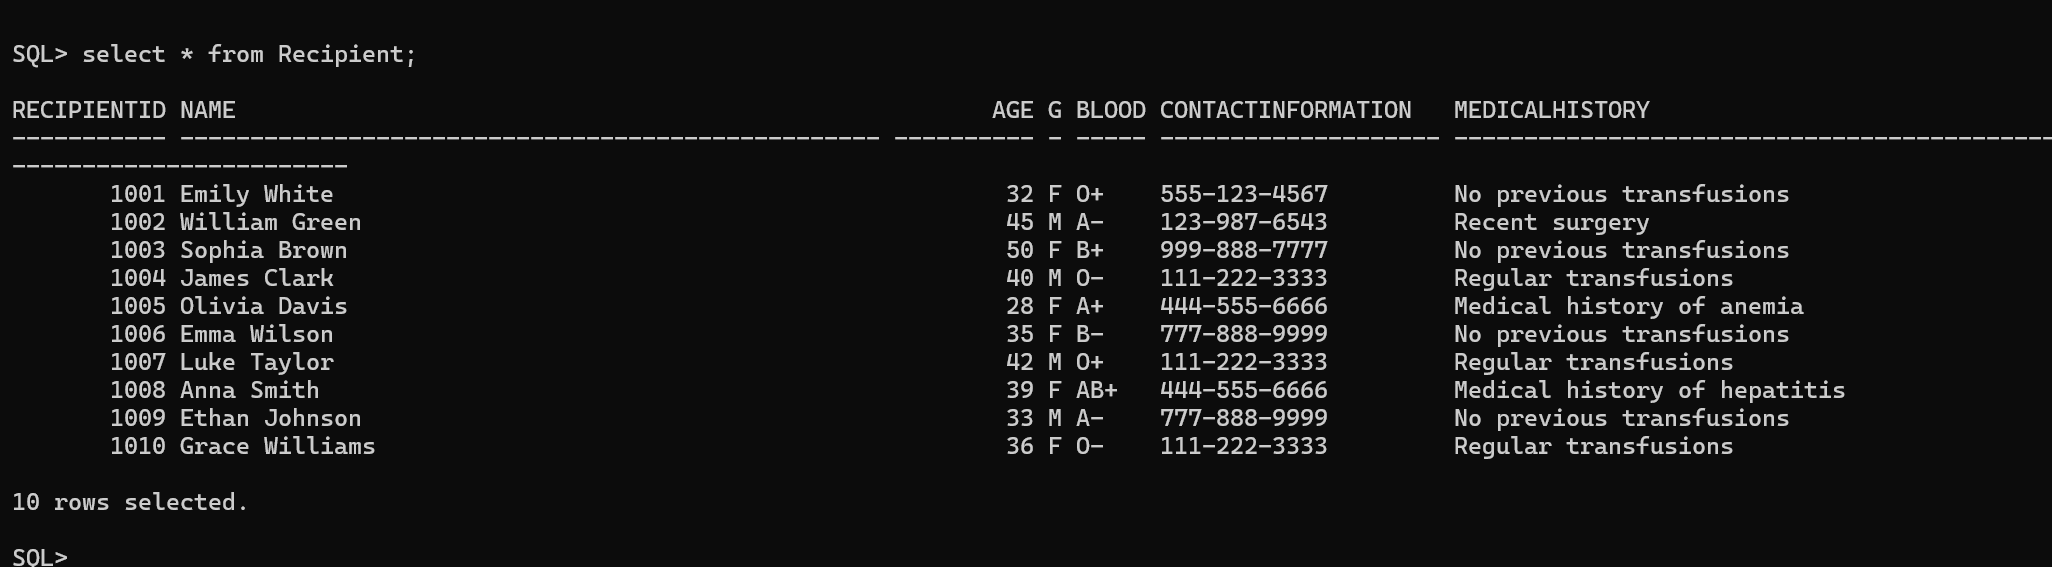 SQL> select * from Recipient;
RECIPIENTID NAME                                                      AGE G BLOOD CONTACTINFORMATION   MEDICALHISTORY
----------- -------------------------------------------------- ---------- - ----- -------------------- -------------------------------------------
------------------------
       1001 Emily White                                                32 F O+    555-123-4567         No previous transfusions
       1002 William Green                                              45 M A-    123-987-6543         Recent surgery
       1003 Sophia Brown                                               50 F B+    999-888-7777         No previous transfusions
       1004 James Clark                                                40 M O-    111-222-3333         Regular transfusions
       1005 Olivia Davis                                               28 F A+    444-555-6666         Medical history of anemia
       1006 Emma Wilson                                                35 F B-    777-888-9999         No previous transfusions
       1007 Luke Taylor                                                42 M O+    111-222-3333         Regular transfusions
       1008 Anna Smith                                                 39 F AB+   444-555-6666         Medical history of hepatitis
       1009 Ethan Johnson                                              33 M A-    777-888-9999         No previous transfusions
       1010 Grace Williams                                             36 F O-    111-222-3333         Regular transfusions
10 rows selected.
SQL>